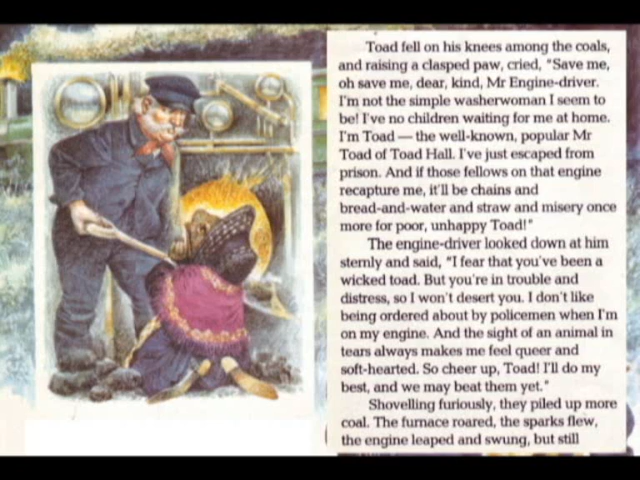 Toad fell on his knees among the coals,
and raising a clasped paw, cried, "Save me,
oh save me, dear, kind, Mr Engine-driver.
I'm not the simple washerwoman I seem to
be! I've no children waiting for me at home.
I'm Toad — the well-known, popular Mr
Toad of Toad Hall. I've just escaped from
prison. And if those fellows on that engine
recapture me, it'll be chains and
bread-and-water and straw and misery once
more for poor, unhappy Toad!"
The engine-driver looked down at him
sternly and said, "I fear that you've been a
wicked toad. But you're in trouble and
distress, so I won't desert you. I don't like
being ordered about by policemen when I'm
on my engine. And the sight of an animal in
tears always makes me feel queer and
soft-hearted. So cheer up, Toad! I'll do my
best, and we may beat them yet."
Shovelling furiously, they piled up more
coal. The furnace roared, the sparks flew,
the engine leaped and swung, but still